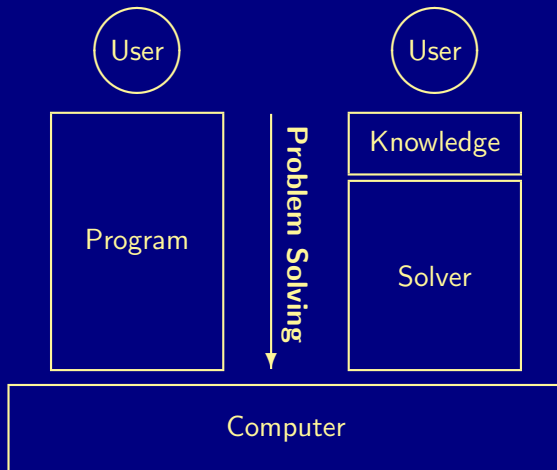 User
User
Knowledge
Problem Solving
Program
Solver
Computer